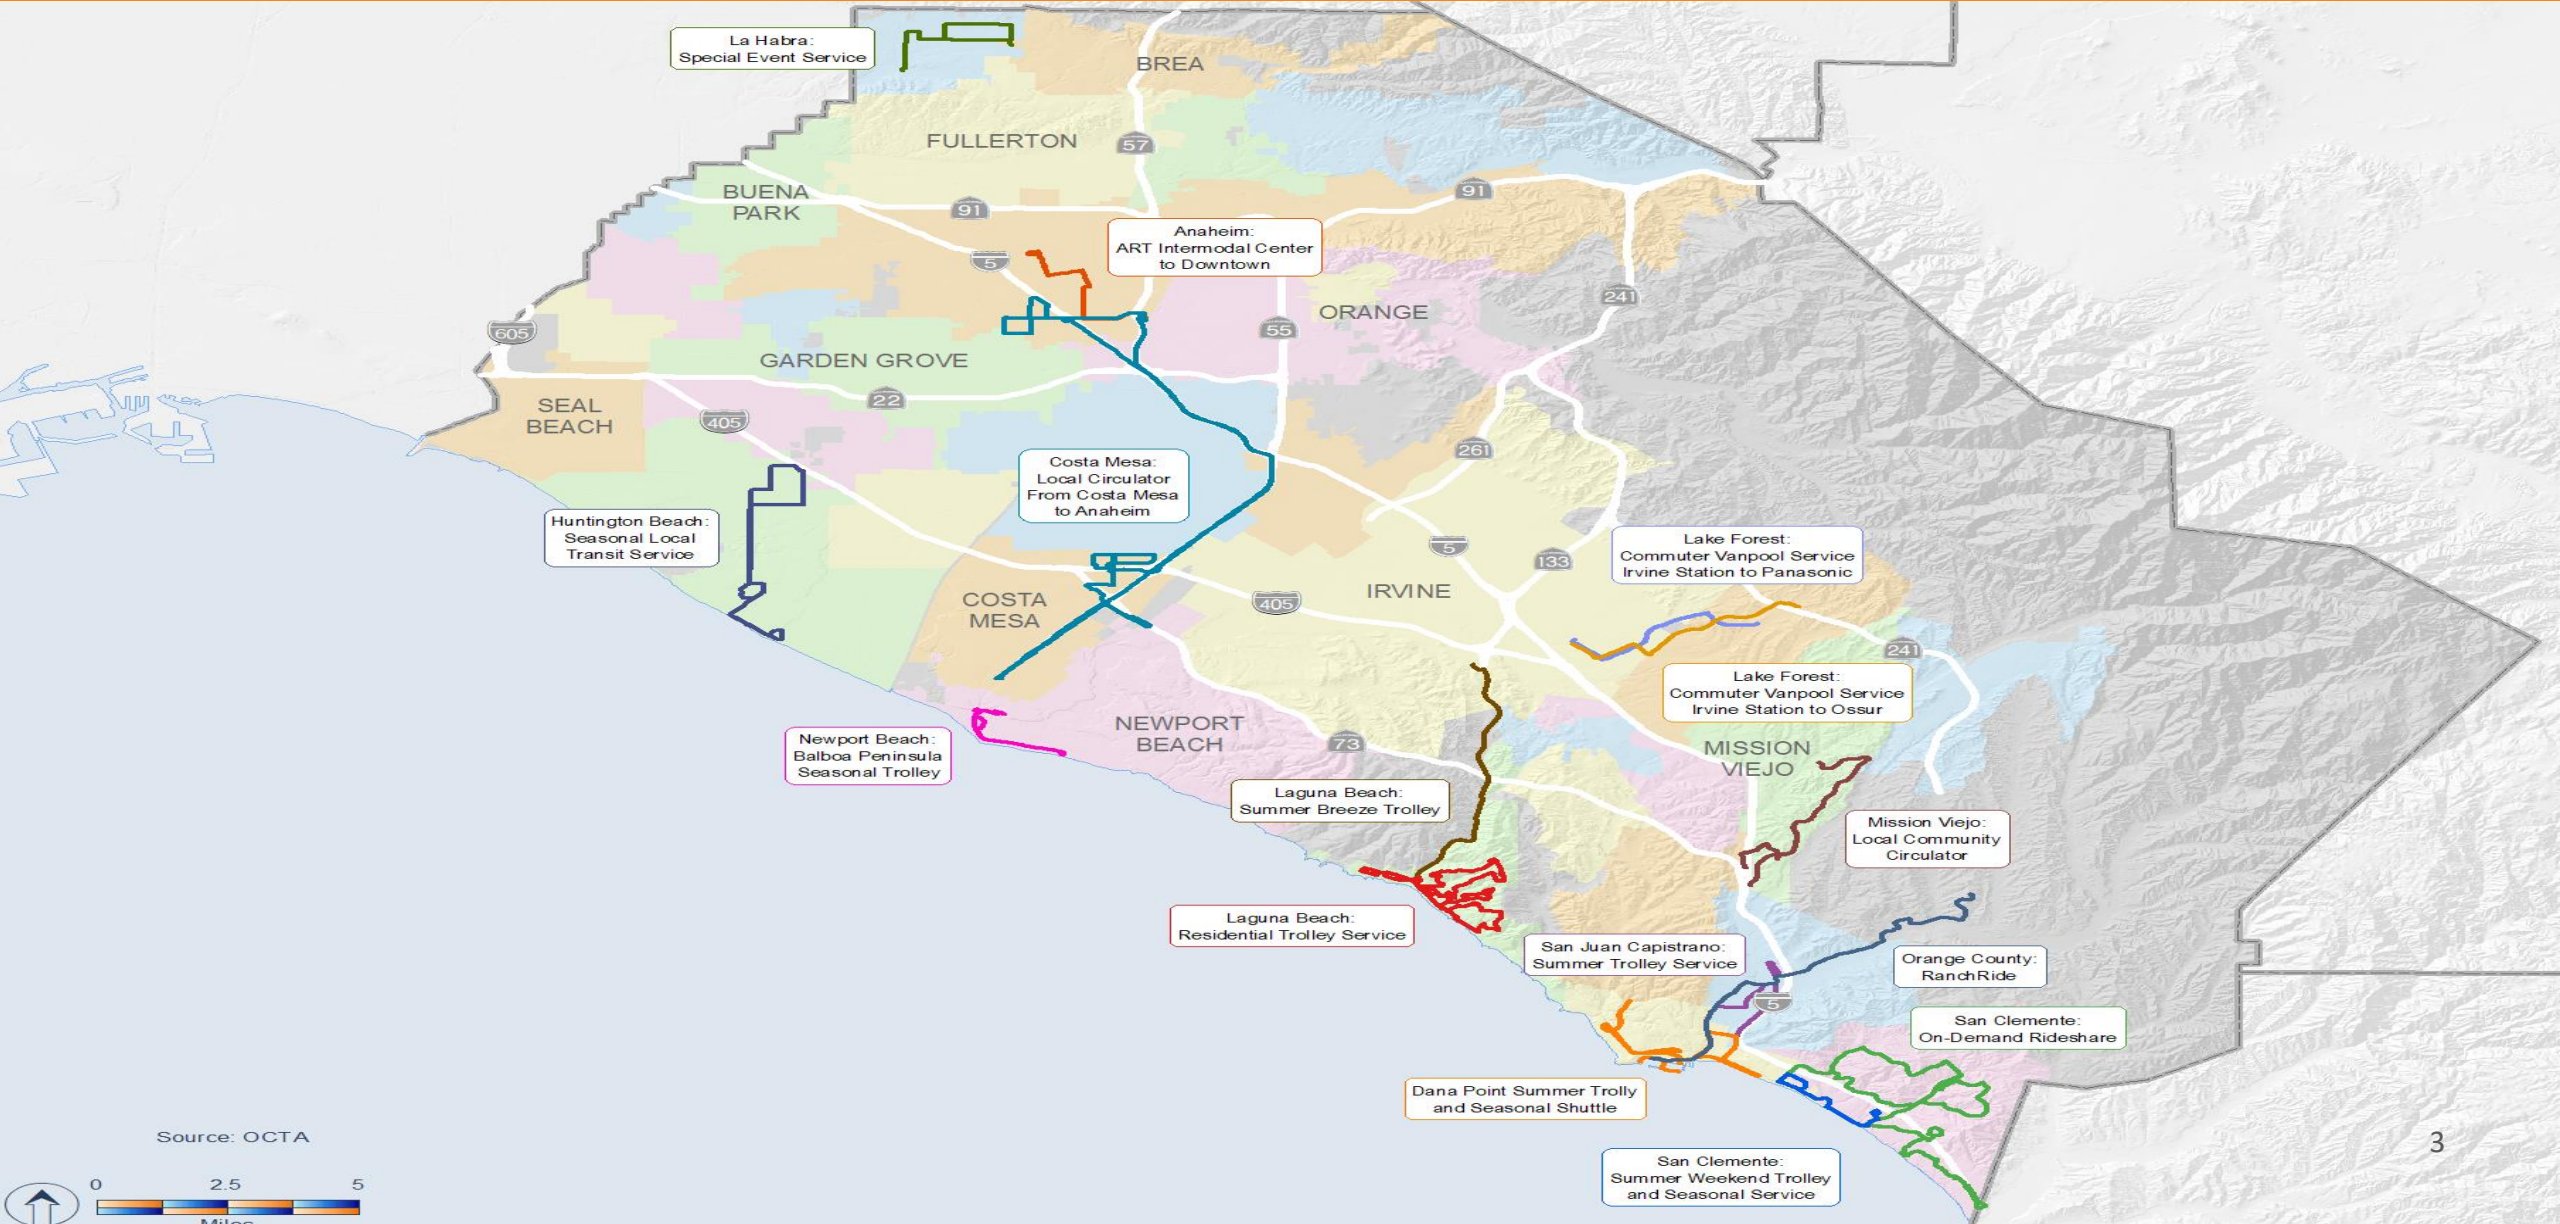 La Habra:
Special Event Service
BREA
FULLERTON
57
BUENA
PARK
91
91
Anaheim:
ART Intermodal Center
to Downtown
5
241
ORANGE
605
55
GARDEN GROVE
22
SEAL
BEACH
405
261
Costa Mesa:
Local Circulator
From Costa Mesa
to Anaheim
Huntington Beach:
Seasonal Local
Transit Service
5
133
Lake Forest:
Commuter Vanpool Service
Irvine Station to Panasonic
COSTA
MESA
405
IRVINE
241
Lake Forest:
Commuter Vanpool Service
Irvine Station to Ossur
Newport Beach:
Balboa Peninsula
Seasonal Trolley
NEWPORT
BEACH
73
MISSION
VIEJO
Laguna Beach:
Summer Breeze Trolley
Mission Viejo:
Local Community
Circulator
Laguna Beach:
Residential Trolley Service
San Juan Capistrano:
Summer Trolley Service
Orange County:
RanchRide
5
San Clemente:
On-Demand Rideshare
Dana Point Summer Trolly
and Seasonal Shuttle
San Clemente:
Summer Weekend Trolley
and Seasonal Service
Source: OCTA
0 2.5 5
Miles
3